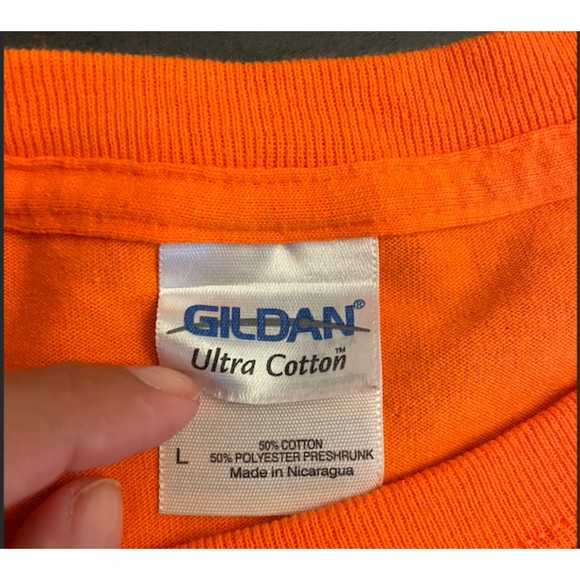 GILDAN®
Ultra Cotton™
50% COTTON
L 50% POLYESTER PRESHRUNK
Made in Nicaragua